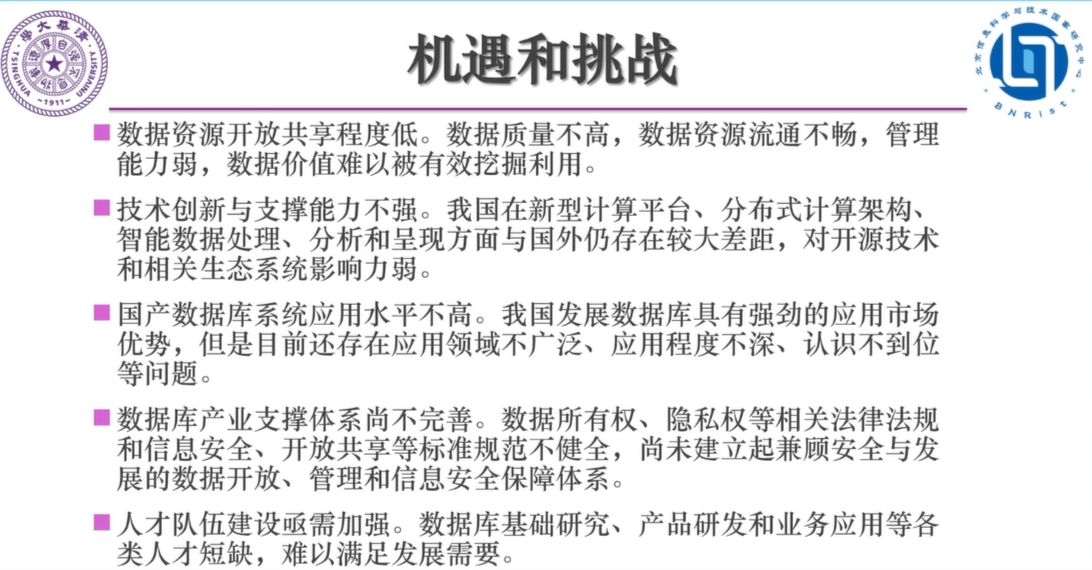 机遇和挑战
TSINGHUA UNIVERSITY
1911
北京信息科学与技术国家研究中心
BNRist
数据资源开放共享程度低。数据质量不高，数据资源流通不畅，管理
能力弱，数据价值难以被有效挖掘利用。
技术创新与支撑能力不强。我国在新型计算平台、分布式计算架构、
智能数据处理、分析和呈现方面与国外仍存在较大差距，对开源技术
和相关生态系统影响力弱。
国产数据库系统应用水平不高。我国发展数据库具有强劲的应用市场
优势，但是目前还存在应用领域不广泛、应用程度不深、认识不到位
等问题。
数据库产业支撑体系尚不完善。数据所有权、隐私权等相关法律法规
和信息安全、开放共享等标准规范不健全，尚未建立起兼顾安全与发
展的数据开放、管理和信息安全保障体系。
人才队伍建设亟需加强。数据库基础研究、产品研发和业务应用等各
类人才短缺，难以满足发展需要。